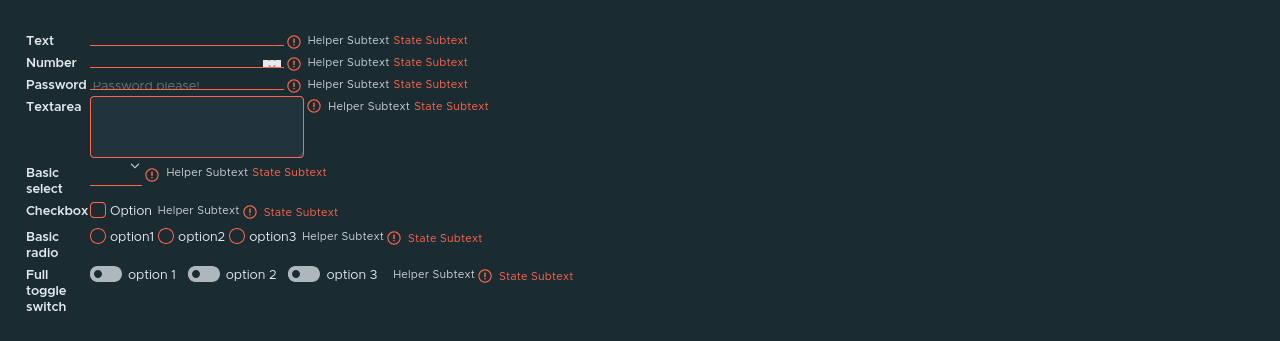 Text Helper Subtext State Subtext
Number Helper Subtext State Subtext
Password Password please! Helper Subtext State Subtext
Textarea Helper Subtext State Subtext
Basic select Helper Subtext State Subtext
Checkbox Option Helper Subtext State Subtext
Basic radio option1 option2 option3 Helper Subtext State Subtext
Full toggle switch option 1 option 2 option 3 Helper Subtext State Subtext